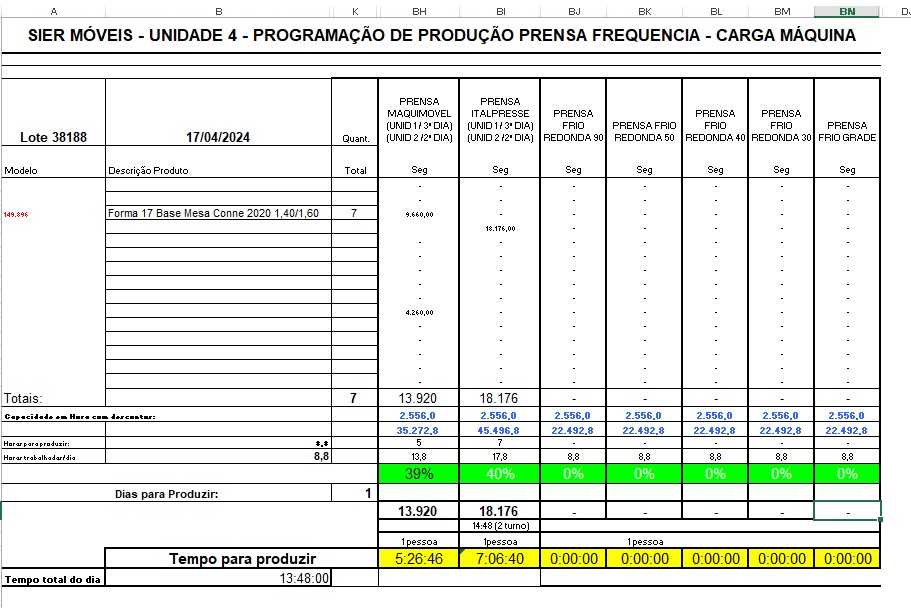 A B K BH BI BJ BK BL BM BN
SIER MÓVEIS - UNIDADE 4 - PROGRAMAÇÃO DE PRODUÇÃO PRENSA FREQUENCIA - CARGA MÁQUINA
Lote 38188 17/04/2024 Quant. PRENSA MAQUIMOVEL (UNID 1 / 3ª DIA) (UNID 2 /2ª DIA) PRENSA ITALPRESSE (UNID 1 / 3ª DIA) (UNID 2 /2ª DIA) PRENSA FRIO REDONDA 90 PRENSA FRIO REDONDA 50 PRENSA FRIO REDONDA 40 PRENSA FRIO REDONDA 30 PRENSA FRIO GRADE
Modelo Descrição Produto Total Seg Seg Seg Seg Seg Seg Seg
- - - - - - -
- - - - - - -
149.896 Forma 17 Base Mesa Conne 2020 1,40/1,60 7 9.660,00 - - - - - -
- 18.176,00 - - - - -
- - - - - - -
- - - - - - -
- - - - - - -
- - - - - - -
- - - - - - -
4.260,00 - - - - - -
- - - - - - -
- - - - - - -
- - - - - - -
- - - - - - -
- - - - - - -
Totais: 7 13.920 18.176 - - - - -
Capacidade em Hora com descontar: 2.556,0 2.556,0 2.556,0 2.556,0 2.556,0 2.556,0 2.556,0
35.272,8 45.496,8 22.492,8 22.492,8 22.492,8 22.492,8 22.492,8
Horas para produzir: 8,8 5 7 - - - - -
Horas trabalhadas/dia 8,8 13,8 17,8 8,8 8,8 8,8 8,8 8,8
39% 40% 0% 0% 0% 0% 0%
Dias para Produzir: 1
13.920 18.176 - - - - -
14:48 (2 turno)
1 pessoa 1 pessoa 1 pessoa
Tempo para produzir 5:26:46 7:06:40 0:00:00 0:00:00 0:00:00 0:00:00 0:00:00
Tempo total do dia 13:48:00